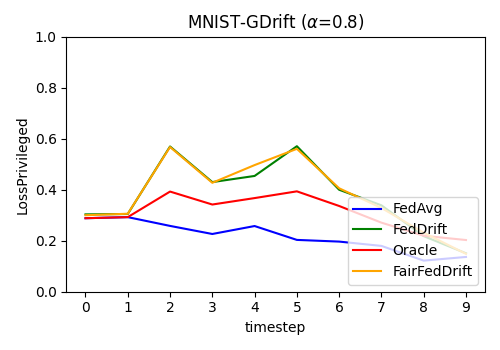 MNIST-GDrift (α=0.8)
LossPrivileged
1.0
0.8
0.6
0.4
0.2
0.0
0 1 2 3 4 5 6 7 8 9
timestep
FedAvg
FedDrift
Oracle
FairFedDrift